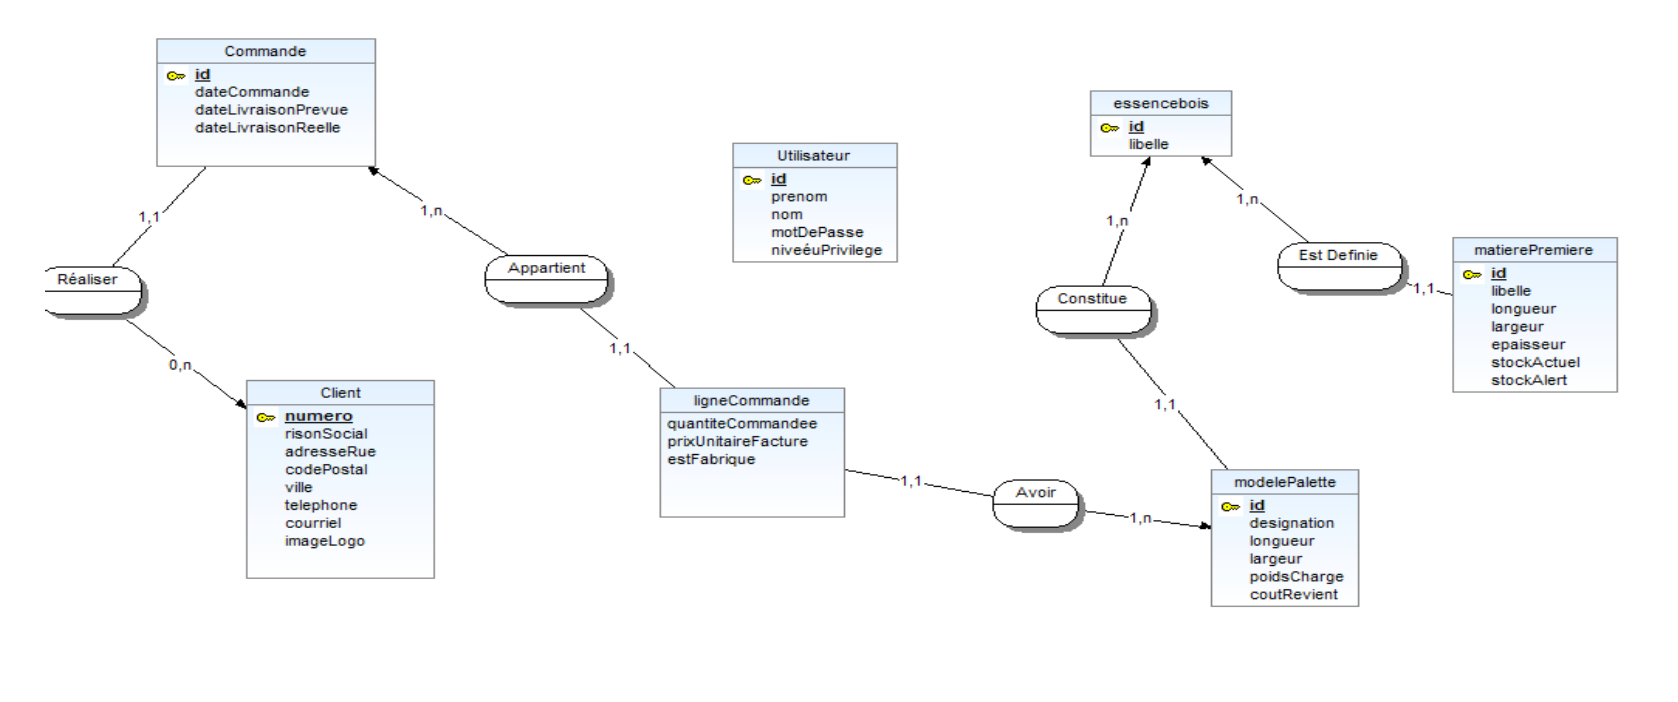 Commande
id
dateCommande
dateLivraisonPrevue
dateLivraisonReelle
1,1
Réaliser
0,n
Client
numero
risonSocial
adresseRue
codePostal
ville
telephone
courriel
imageLogo
1,n
Appartient
1,1
Utilisateur
id
prenom
nom
motDePasse
niveéuPrivilege
ligneCommande
quantiteCommandee
prixUnitaireFacture
estFabrique
1,1
Avoir
1,n
essencebois
id
libelle
1,n
Constitue
1,1
1,n
Est Definie
1,1
matierePremiere
id
libelle
longueur
largeur
epaisseur
stockActuel
stockAlert
modelePalette
id
designation
longueur
largeur
poidsCharge
coutRevient